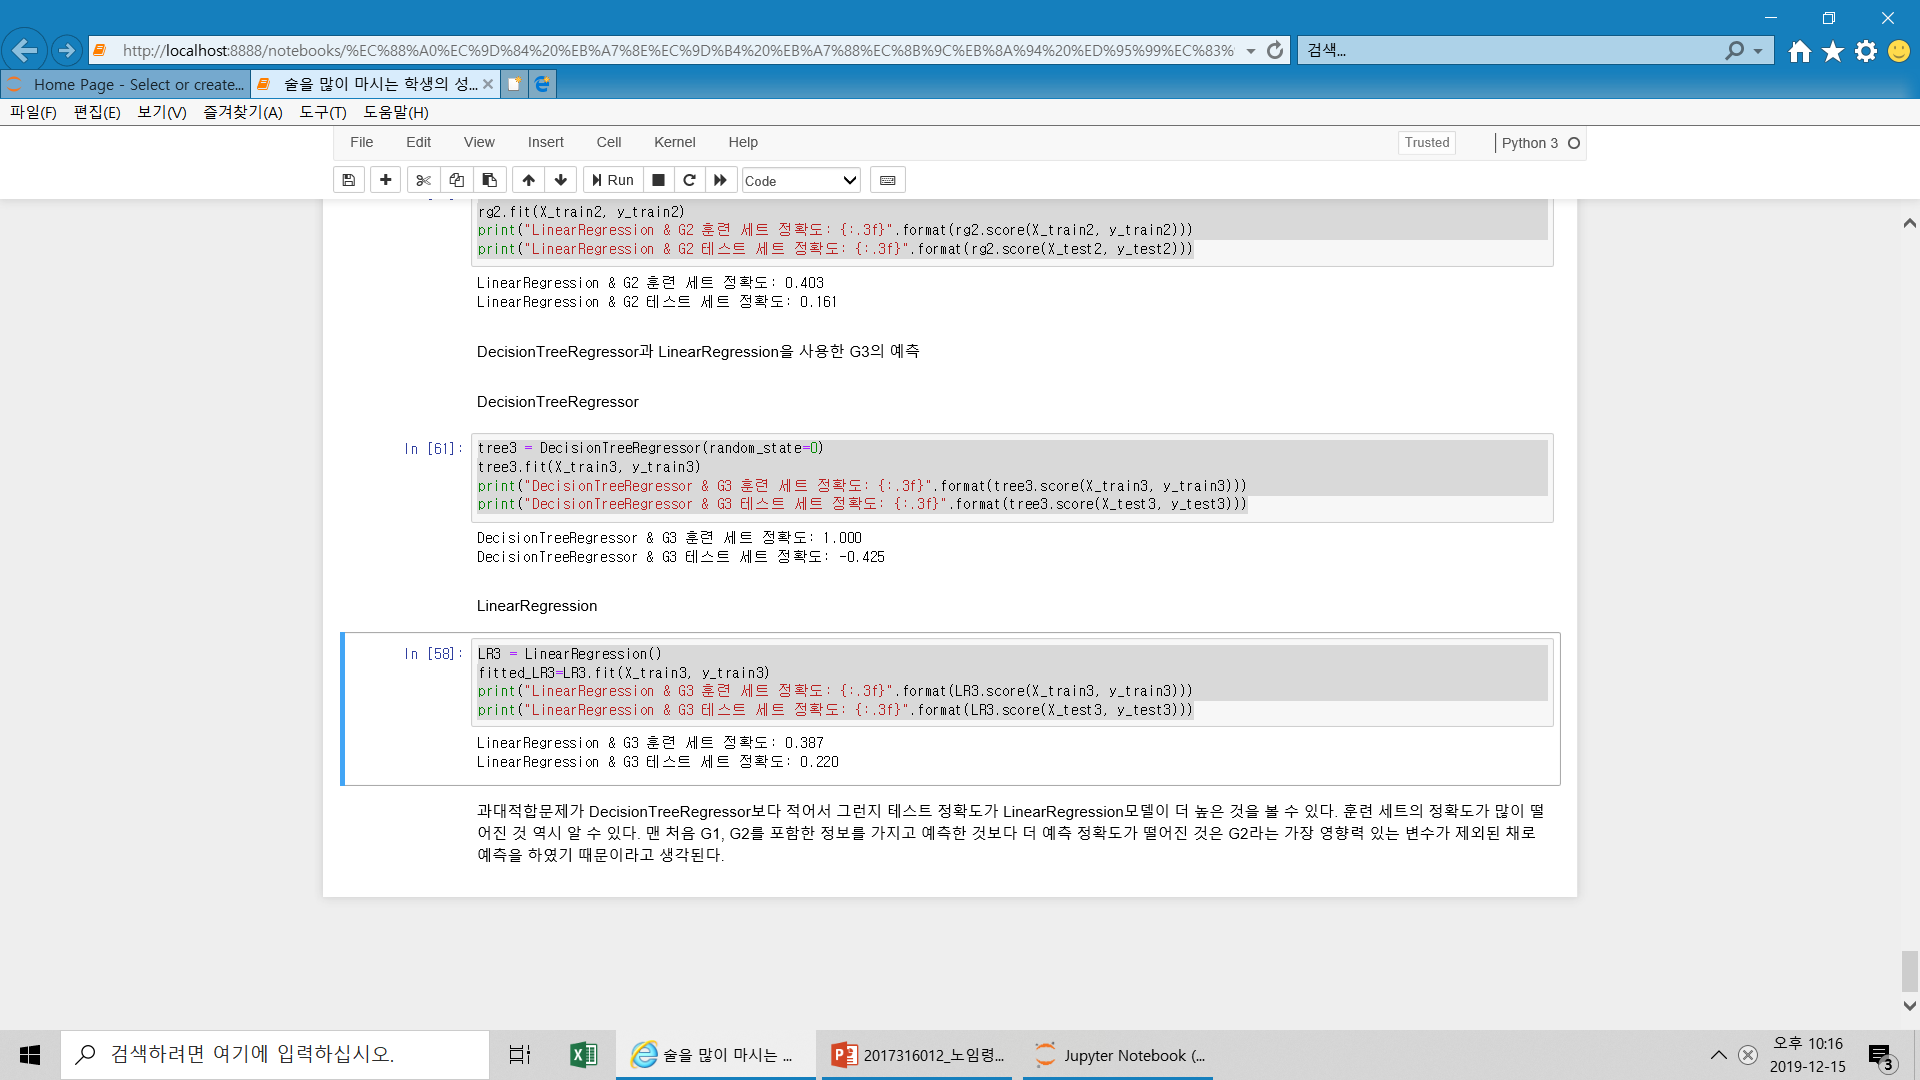 http://localhost:8888/notebooks/%EC%88%A0%EC%9D%84%20%EB%A7%8E%EC%9D%B4%20%EB%A7%88%EC%8B%9C%EB%8A%94%20%ED%95%99%EC%83%
검색...
Home Page - Select or create...
술을 많이 마시는 학생의 성...
파일(F) 편집(E) 보기(V) 즐겨찾기(A) 도구(T) 도움말(H)
File Edit View Insert Cell Kernel Help
Trusted
Python 3
Run
Code
rg2.fit(X_train2, y_train2)
print("LinearRegression & G2 훈련 세트 정확도: {:.3f}".format(rg2.score(X_train2, y_train2)))
print("LinearRegression & G2 테스트 세트 정확도: {:.3f}".format(rg2.score(X_test2, y_test2)))
LinearRegression & G2 훈련 세트 정확도: 0.403
LinearRegression & G2 테스트 세트 정확도: 0.161
DecisionTreeRegressor과 LinearRegression을 사용한 G3의 예측
DecisionTreeRegressor
In [61]:
tree3 = DecisionTreeRegressor(random_state=0)
tree3.fit(X_train3, y_train3)
print("DecisionTreeRegressor & G3 훈련 세트 정확도: {:.3f}".format(tree3.score(X_train3, y_train3)))
print("DecisionTreeRegressor & G3 테스트 세트 정확도: {:.3f}".format(tree3.score(X_test3, y_test3)))
DecisionTreeRegressor & G3 훈련 세트 정확도: 1.000
DecisionTreeRegressor & G3 테스트 세트 정확도: -0.425
LinearRegression
In [58]:
LR3 = LinearRegression()
fitted_LR3=LR3.fit(X_train3, y_train3)
print("LinearRegression & G3 훈련 세트 정확도: {:.3f}".format(LR3.score(X_train3, y_train3)))
print("LinearRegression & G3 테스트 세트 정확도: {:.3f}".format(LR3.score(X_test3, y_test3)))
LinearRegression & G3 훈련 세트 정확도: 0.387
LinearRegression & G3 테스트 세트 정확도: 0.220
과대적합문제가 DecisionTreeRegressor보다 적어서 그런지 테스트 정확도가 LinearRegression모델이 더 높은 것을 볼 수 있다. 훈련 세트의 정확도가 많이 떨
어진 것 역시 알 수 있다. 맨 처음 G1, G2를 포함한 정보를 가지고 예측한 것보다 더 예측 정확도가 떨어진 것은 G2라는 가장 영향력 있는 변수가 제외된 채로
예측을 하였기 때문이라고 생각된다.
검색하려면 여기에 입력하십시오.
술을 많이 마시는 ...
2017316012_노임령...
Jupyter Notebook (...
오후 10:16
2019-12-15
3